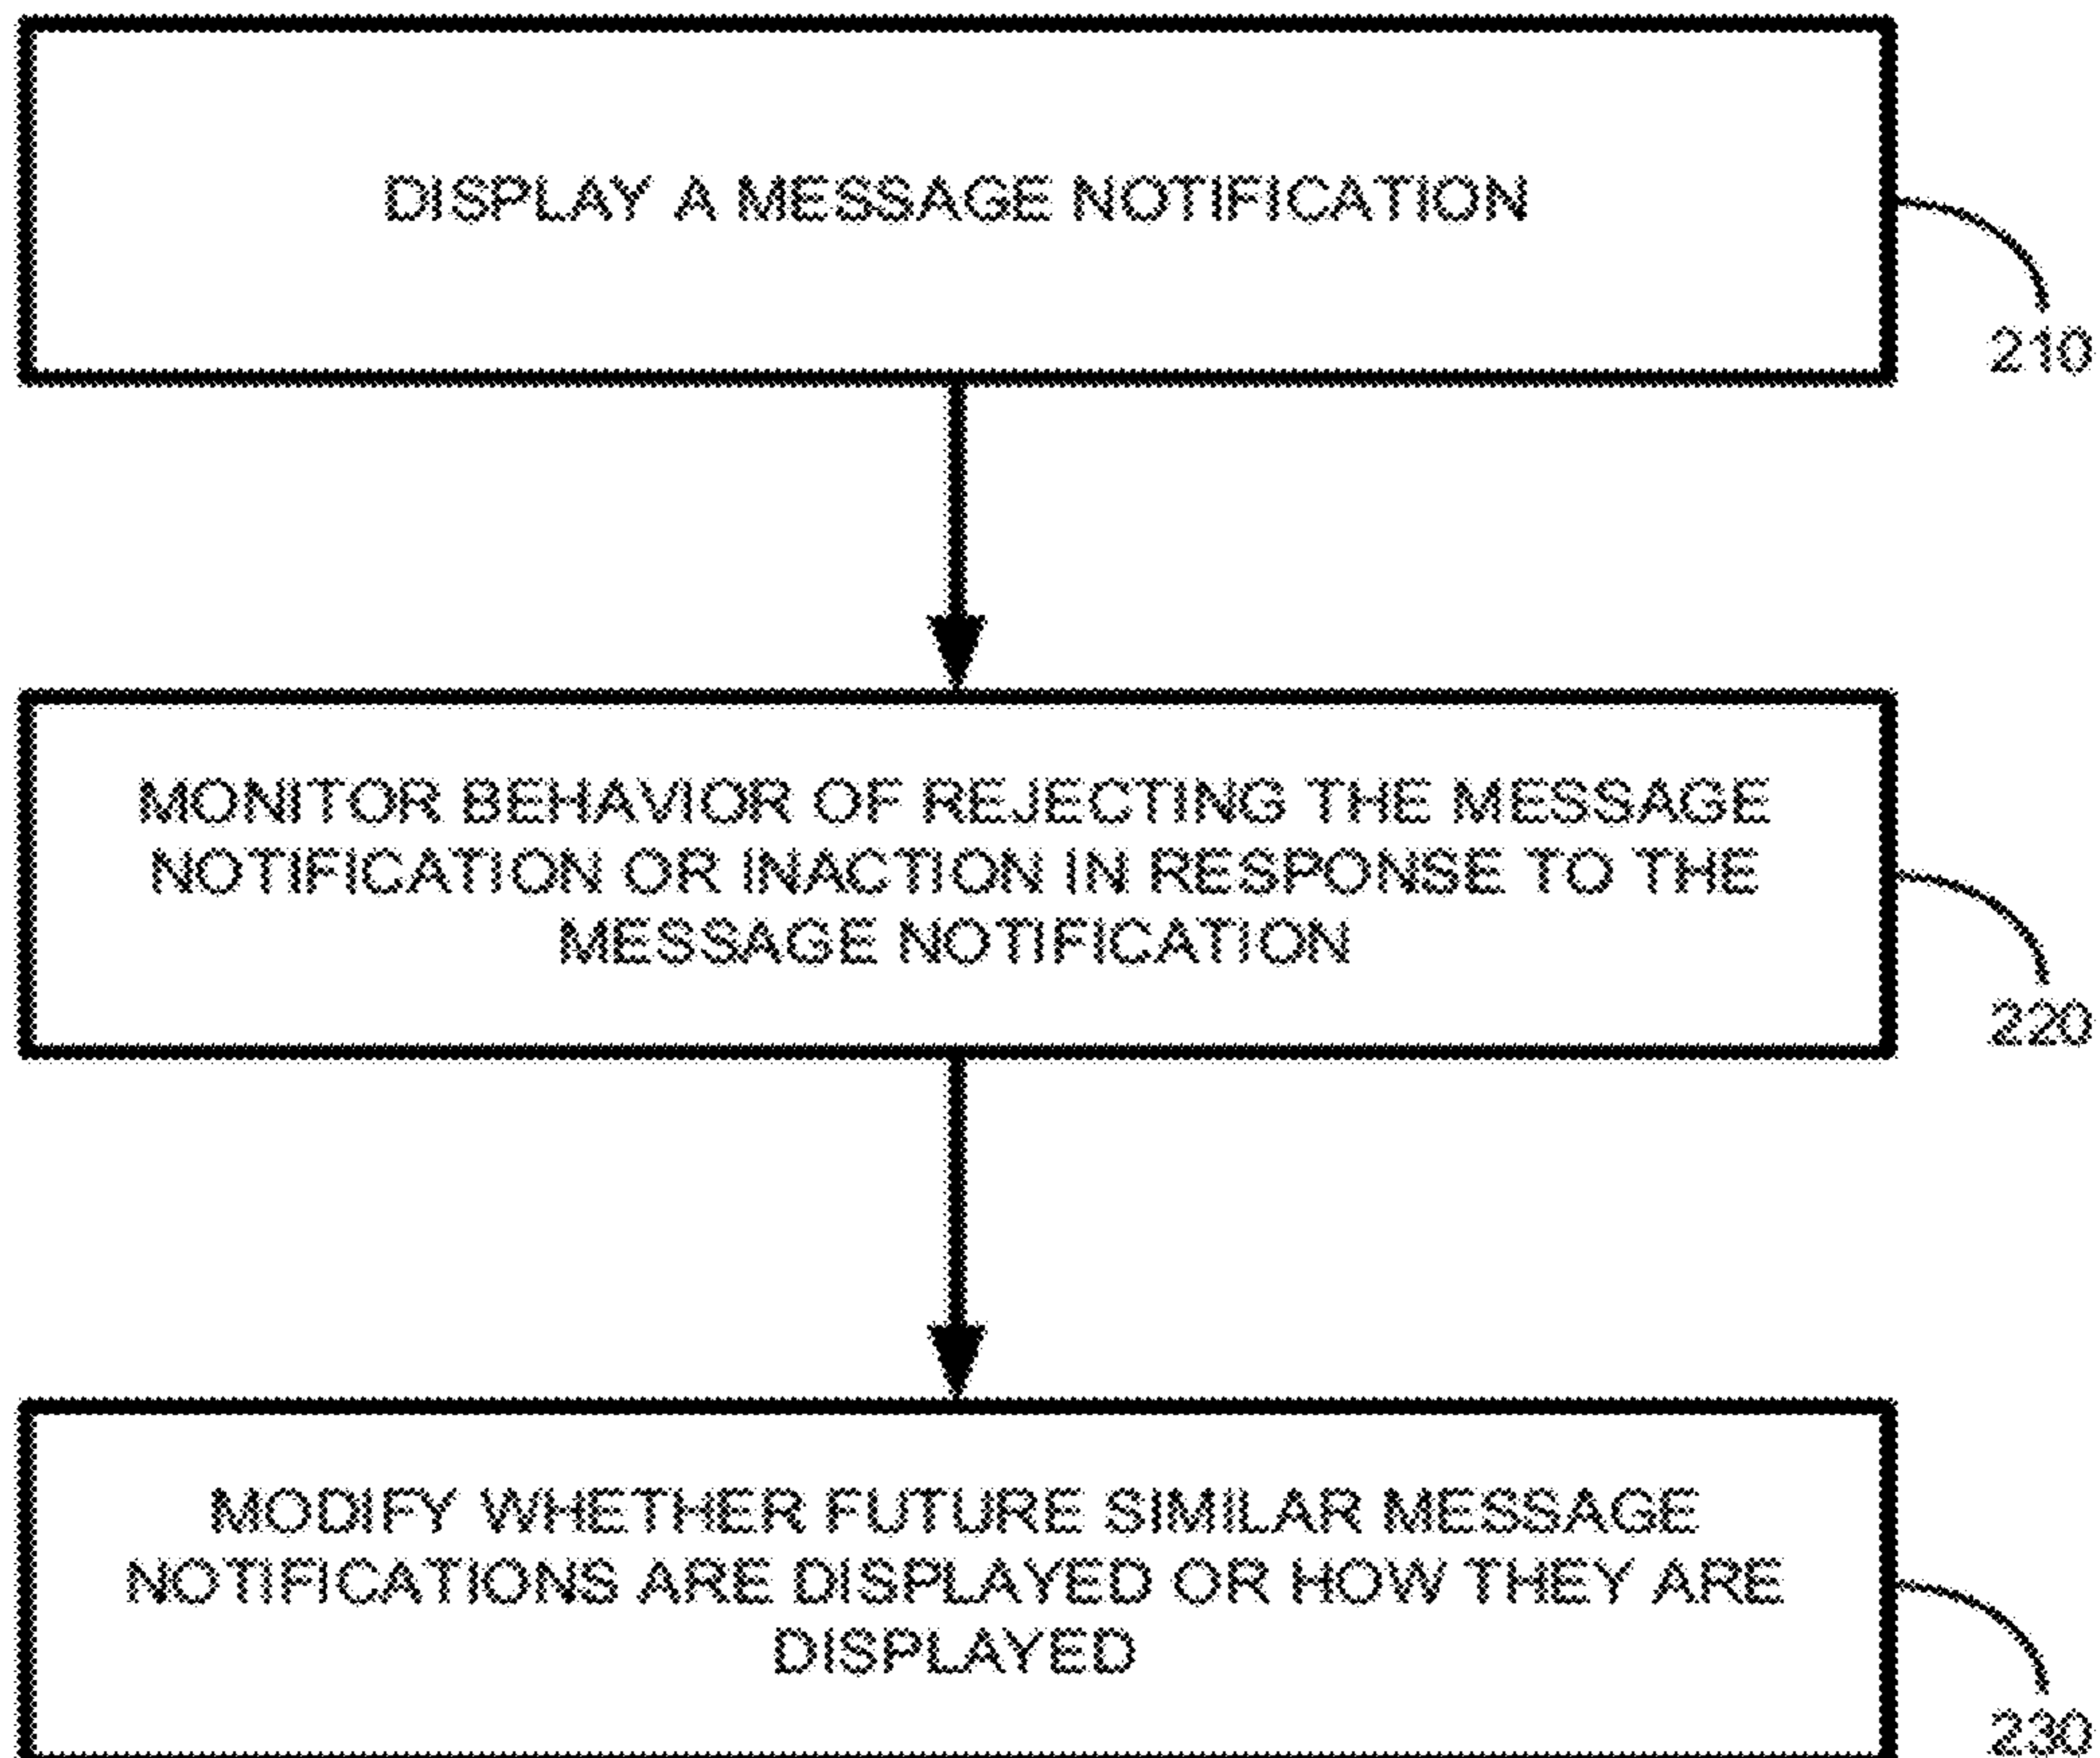 DISPLAY A MESSAGE NOTIFICATION
210
MONITOR BEHAVIOR OF REJECTING THE MESSAGE
NOTIFICATION OR INACTION IN RESPONSE TO THE
MESSAGE NOTIFICATION
220
MODIFY WHETHER FUTURE SIMILAR MESSAGE
NOTIFICATIONS ARE DISPLAYED OR HOW THEY ARE
DISPLAYED
230